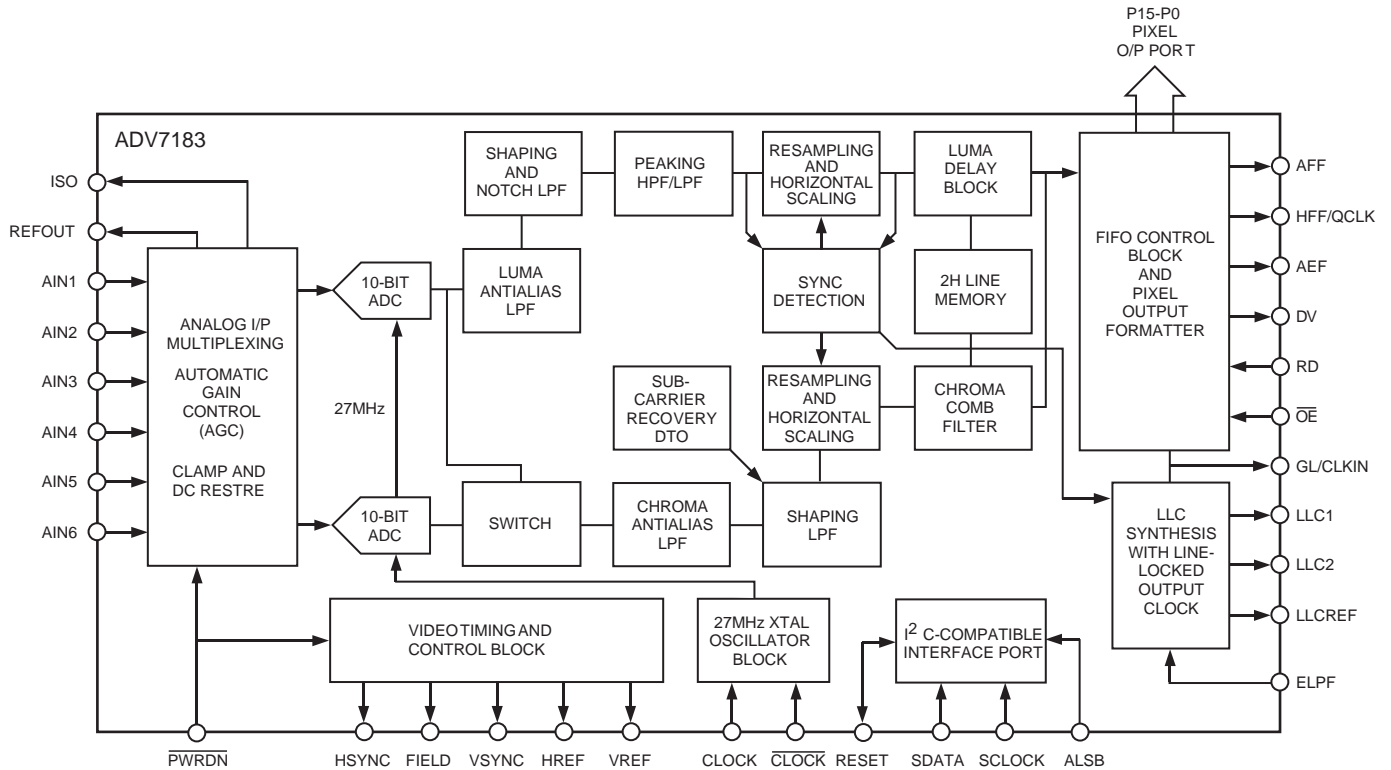 P15-P0
PIXEL
O/P PORT
ADV7183
ISO
REFOUT
AIN1
AIN2
AIN3
AIN4
AIN5
AIN6
ANALOG I/P
MULTIPLEXING
AUTOMATIC
GAIN
CONTROL
(AGC)
CLAMP AND
DC RESTRE
10-BIT
ADC
27MHz
10-BIT
ADC
SHAPING
AND
NOTCH LPF
LUMA
ANTIALIAS
LPF
SWITCH
PEAKING
HPF/LPF
SUB-
CARRIER
RECOVERY
DTO
CHROMA
ANTIALIAS
LPF
RESAMPLING
AND
HORIZONTAL
SCALING
SYNC
DETECTION
RESAMPLING
AND
HORIZONTAL
SCALING
SHAPING
LPF
LUMA
DELAY
BLOCK
2H LINE
MEMORY
CHROMA
COMB
FILTER
FIFO CONTROL
BLOCK
AND
PIXEL
OUTPUT
FORMATTER
LLC
SYNTHESIS
WITH LINE-
LOCKED
OUTPUT
CLOCK
AFF
HFF/QCLK
AEF
DV
RD
OE
GL/CLKIN
LLC1
LLC2
LLCREF
ELPF
VIDEO TIMING AND
CONTROL BLOCK
27MHz XTAL
OSCILLATOR
BLOCK
I2 C-COMPATIBLE
INTERFACE PORT
PWRDN
HSYNC
FIELD
VSYNC
HREF
VREF
CLOCK
CLOCK
RESET
SDATA
SCLOCK
ALSB